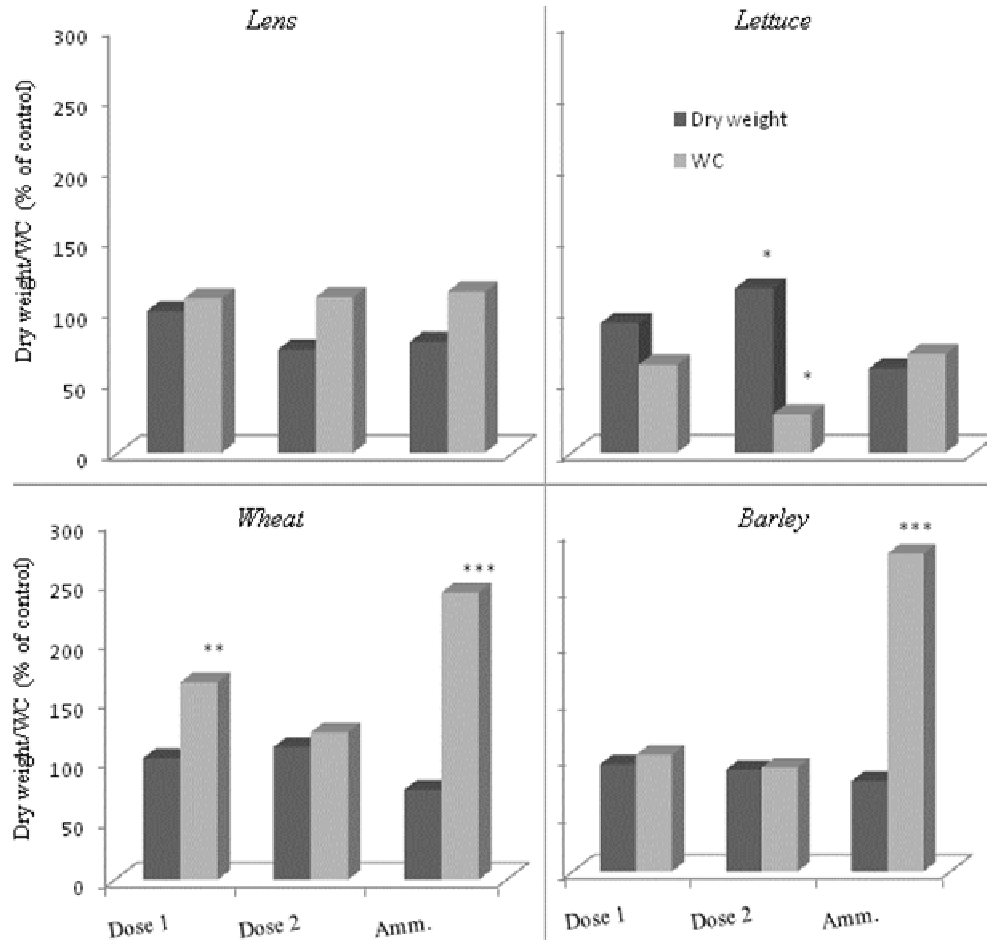 Lens
Lettuce
Dry weight/WC (% of control)
300
250
200
150
100
50
0
Dry weight
WC
*
*
Wheat
Barley
Dry weight/WC (% of control)
300
250
200
150
100
50
0
**
***
***
Dose 1
Dose 2
Amm.
Dose 1
Dose 2
Amm.